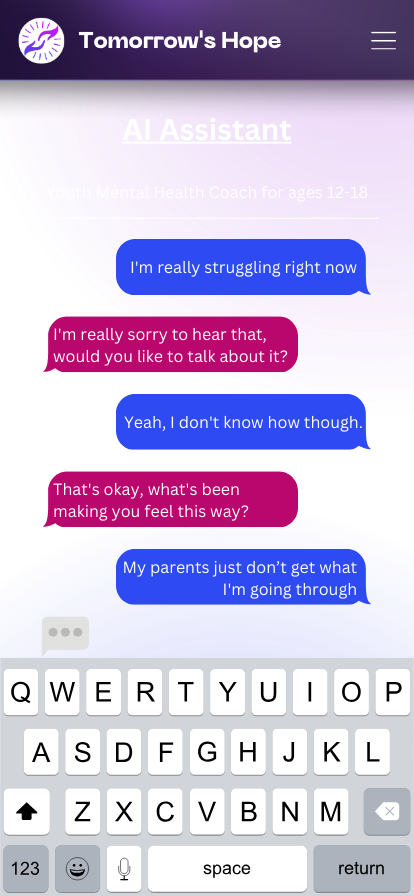 Tomorrow's Hope
AI Assistant
Youth Mental Health Coach for ages 12-18
I'm really struggling right now
I'm really sorry to hear that,
would you like to talk about it?
Yeah, I don't know how though.
That's okay, what's been
making you feel this way?
My parents just don’t get what
I'm going through
Q W E R T Y U I O P
A S D F G H J K L
Z X C V B N M
123 space return